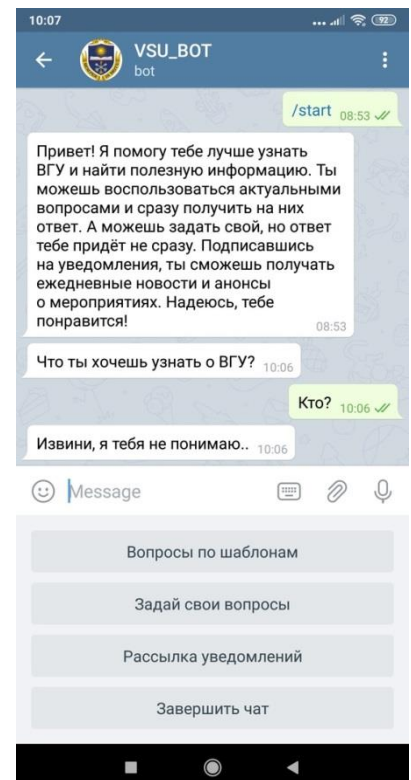 10:07
92
VSU_BOT
bot
/start 08:53
Привет! Я помогу тебе лучше узнать
ВГУ и найти полезную информацию. Ты
можешь воспользоваться актуальными
вопросами и сразу получить на них
ответ. А можешь задать свой, но ответ
тебе придёт не сразу. Подписавшись
на уведомления, ты сможешь получать
ежедневные новости и анонсы
о мероприятиях. Надеюсь, тебе
понравится! 08:53
Что ты хочешь узнать о ВГУ? 10:06
Кто? 10:06
Извини, я тебя не понимаю.. 10:06
Message
Вопросы по шаблонам
Задай свои вопросы
Рассылка уведомлений
Завершить чат